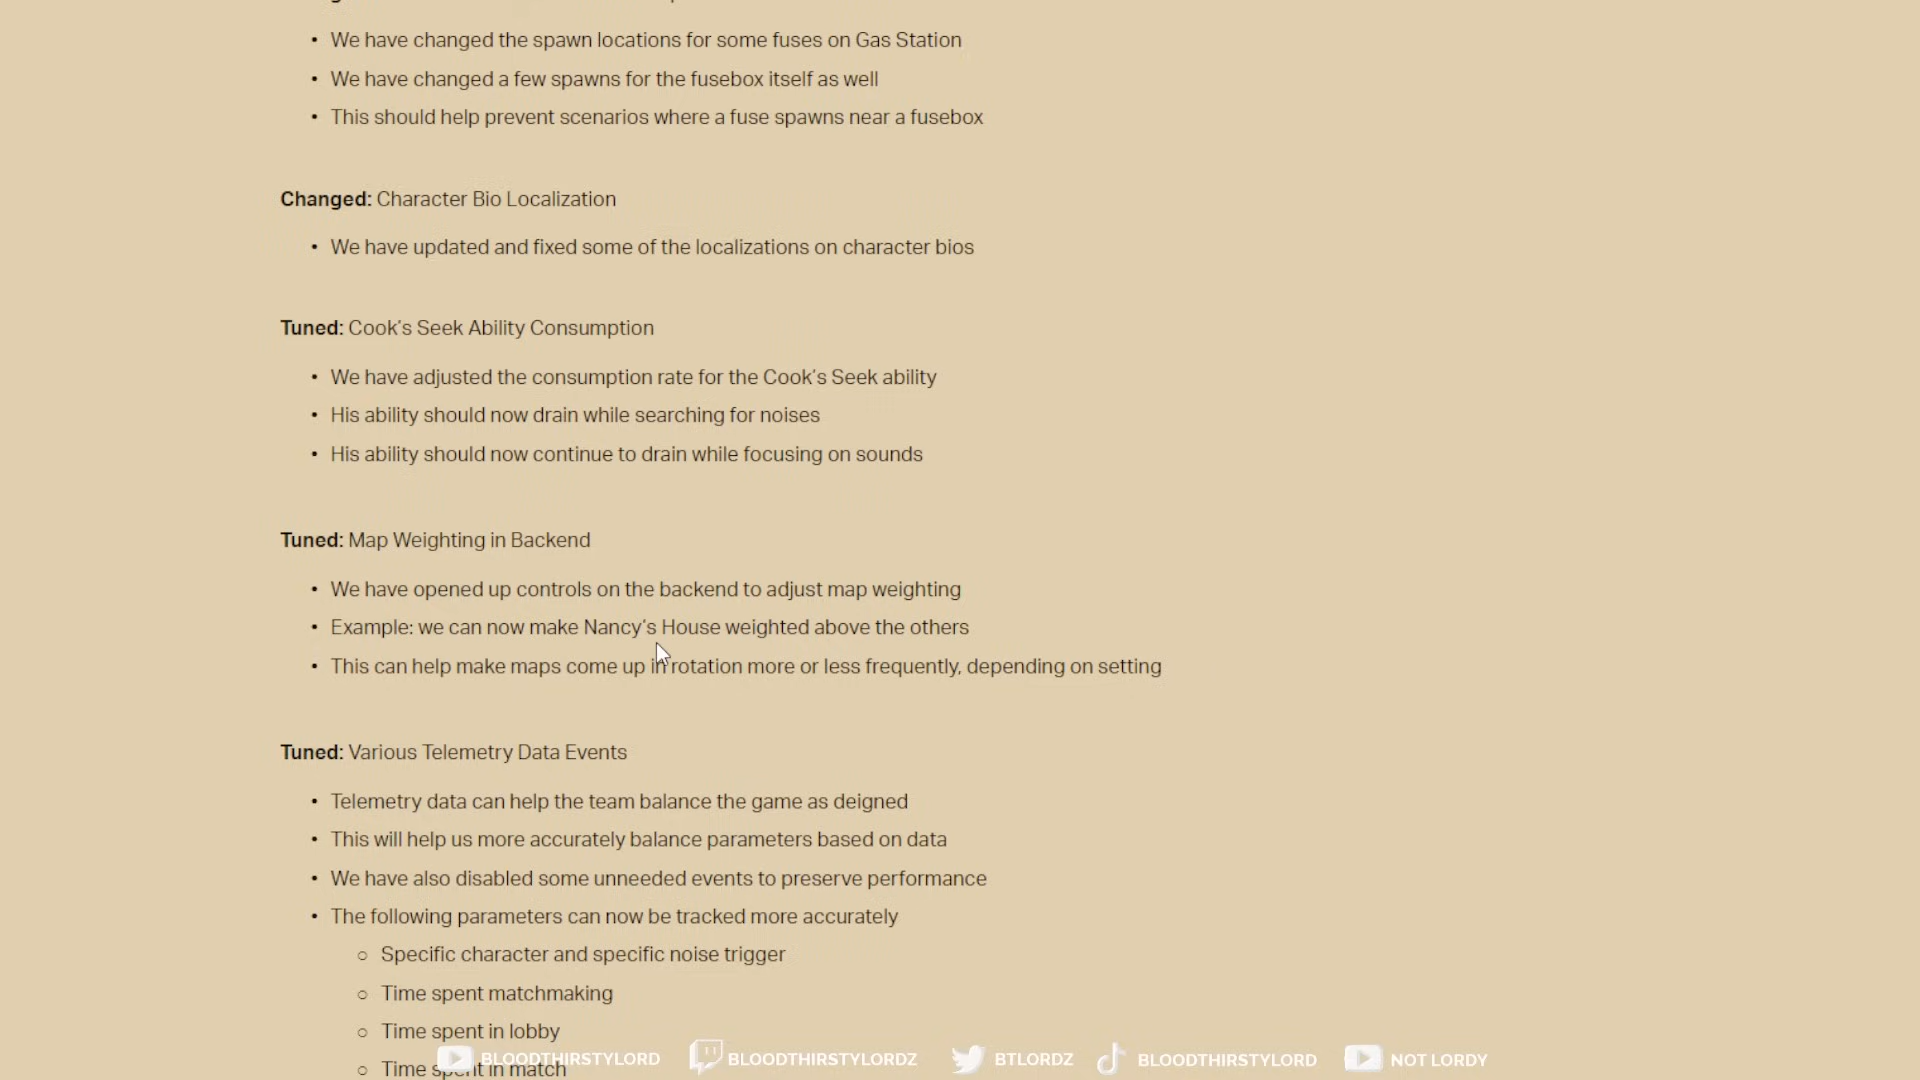 • We have changed the spawn locations for some fuses on Gas Station
• We have changed a few spawns for the fusebox itself as well
• This should help prevent scenarios where a fuse spawns near a fusebox
Changed: Character Bio Localization
• We have updated and fixed some of the localizations on character bios
Tuned: Cook's Seek Ability Consumption
• We have adjusted the consumption rate for the Cook's Seek ability
• His ability should now drain while searching for noises
• His ability should now continue to drain while focusing on sounds
Tuned: Map Weighting in Backend
• We have opened up controls on the backend to adjust map weighting
• Example: we can now make Nancy's House weighted above the others
• This can help make maps come up in rotation more or less frequently, depending on setting
Tuned: Various Telemetry Data Events
• Telemetry data can help the team balance the game as deigned
• This will help us more accurately balance parameters based on data
• We have also disabled some unneeded events to preserve performance
• The following parameters can now be tracked more accurately
○ Specific character and specific noise trigger
○ Time spent matchmaking
○ Time spent in lobby
○ Time spent in match
BLOODTHIRSTYLORD BLOODTHIRSTYLORDZ BTLORDZ BLOODTHIRSTYLORD NOT LORDY